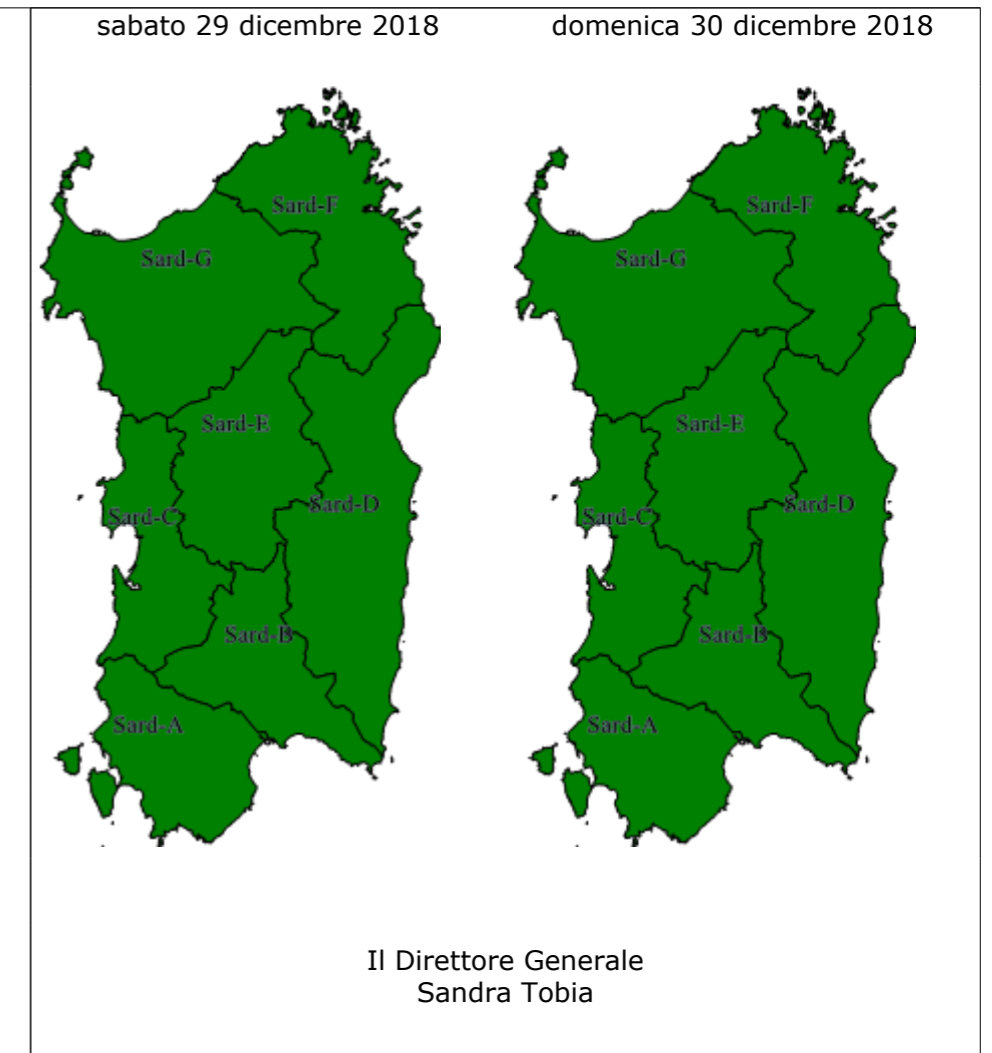 sabato 29 dicembre 2018
domenica 30 dicembre 2018
Sard-F
Sard-G
Sard-E
Sard-D
Sard-C
Sard-B
Sard-A
Sard-F
Sard-G
Sard-E
Sard-D
Sard-C
Sard-B
Sard-A
Il Direttore Generale
Sandra Tobia